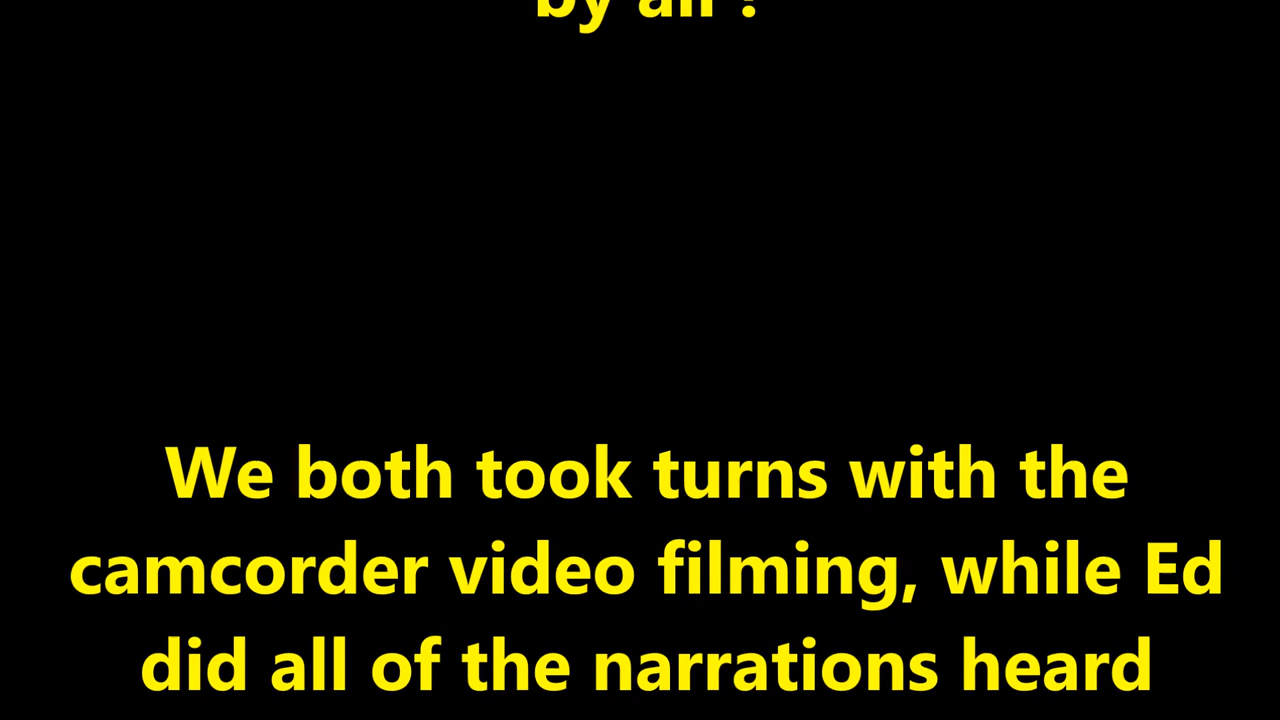 by all !
We both took turns with the
camcorder video filming, while Ed
did all of the narrations heard